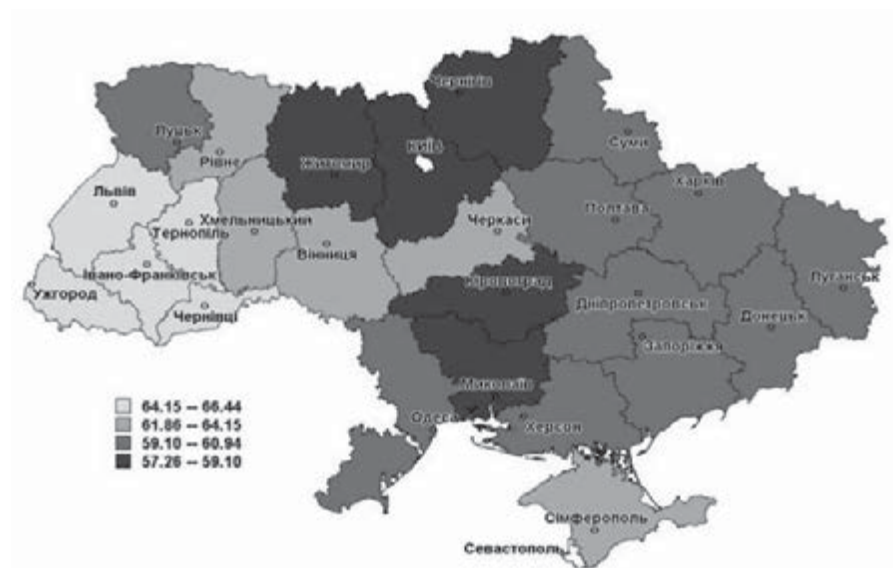 Чернігів
Луцьк
Рівне
Житомир
КИЇВ
Суми
Львів
Тернопіль
Хмельницький
Вінниця
Черкаси
Полтава
Харків
Івано-Франківськ
Ужгород
Чернівці
Кіровоград
Дніпропетровськ
Луганськ
Донецьк
Запоріжжя
Миколаїв
Одеса
Херсон
Сімферополь
Севастополь
64.15 – 66.44
61.86 – 64.15
59.10 – 60.94
57.26 – 59.10